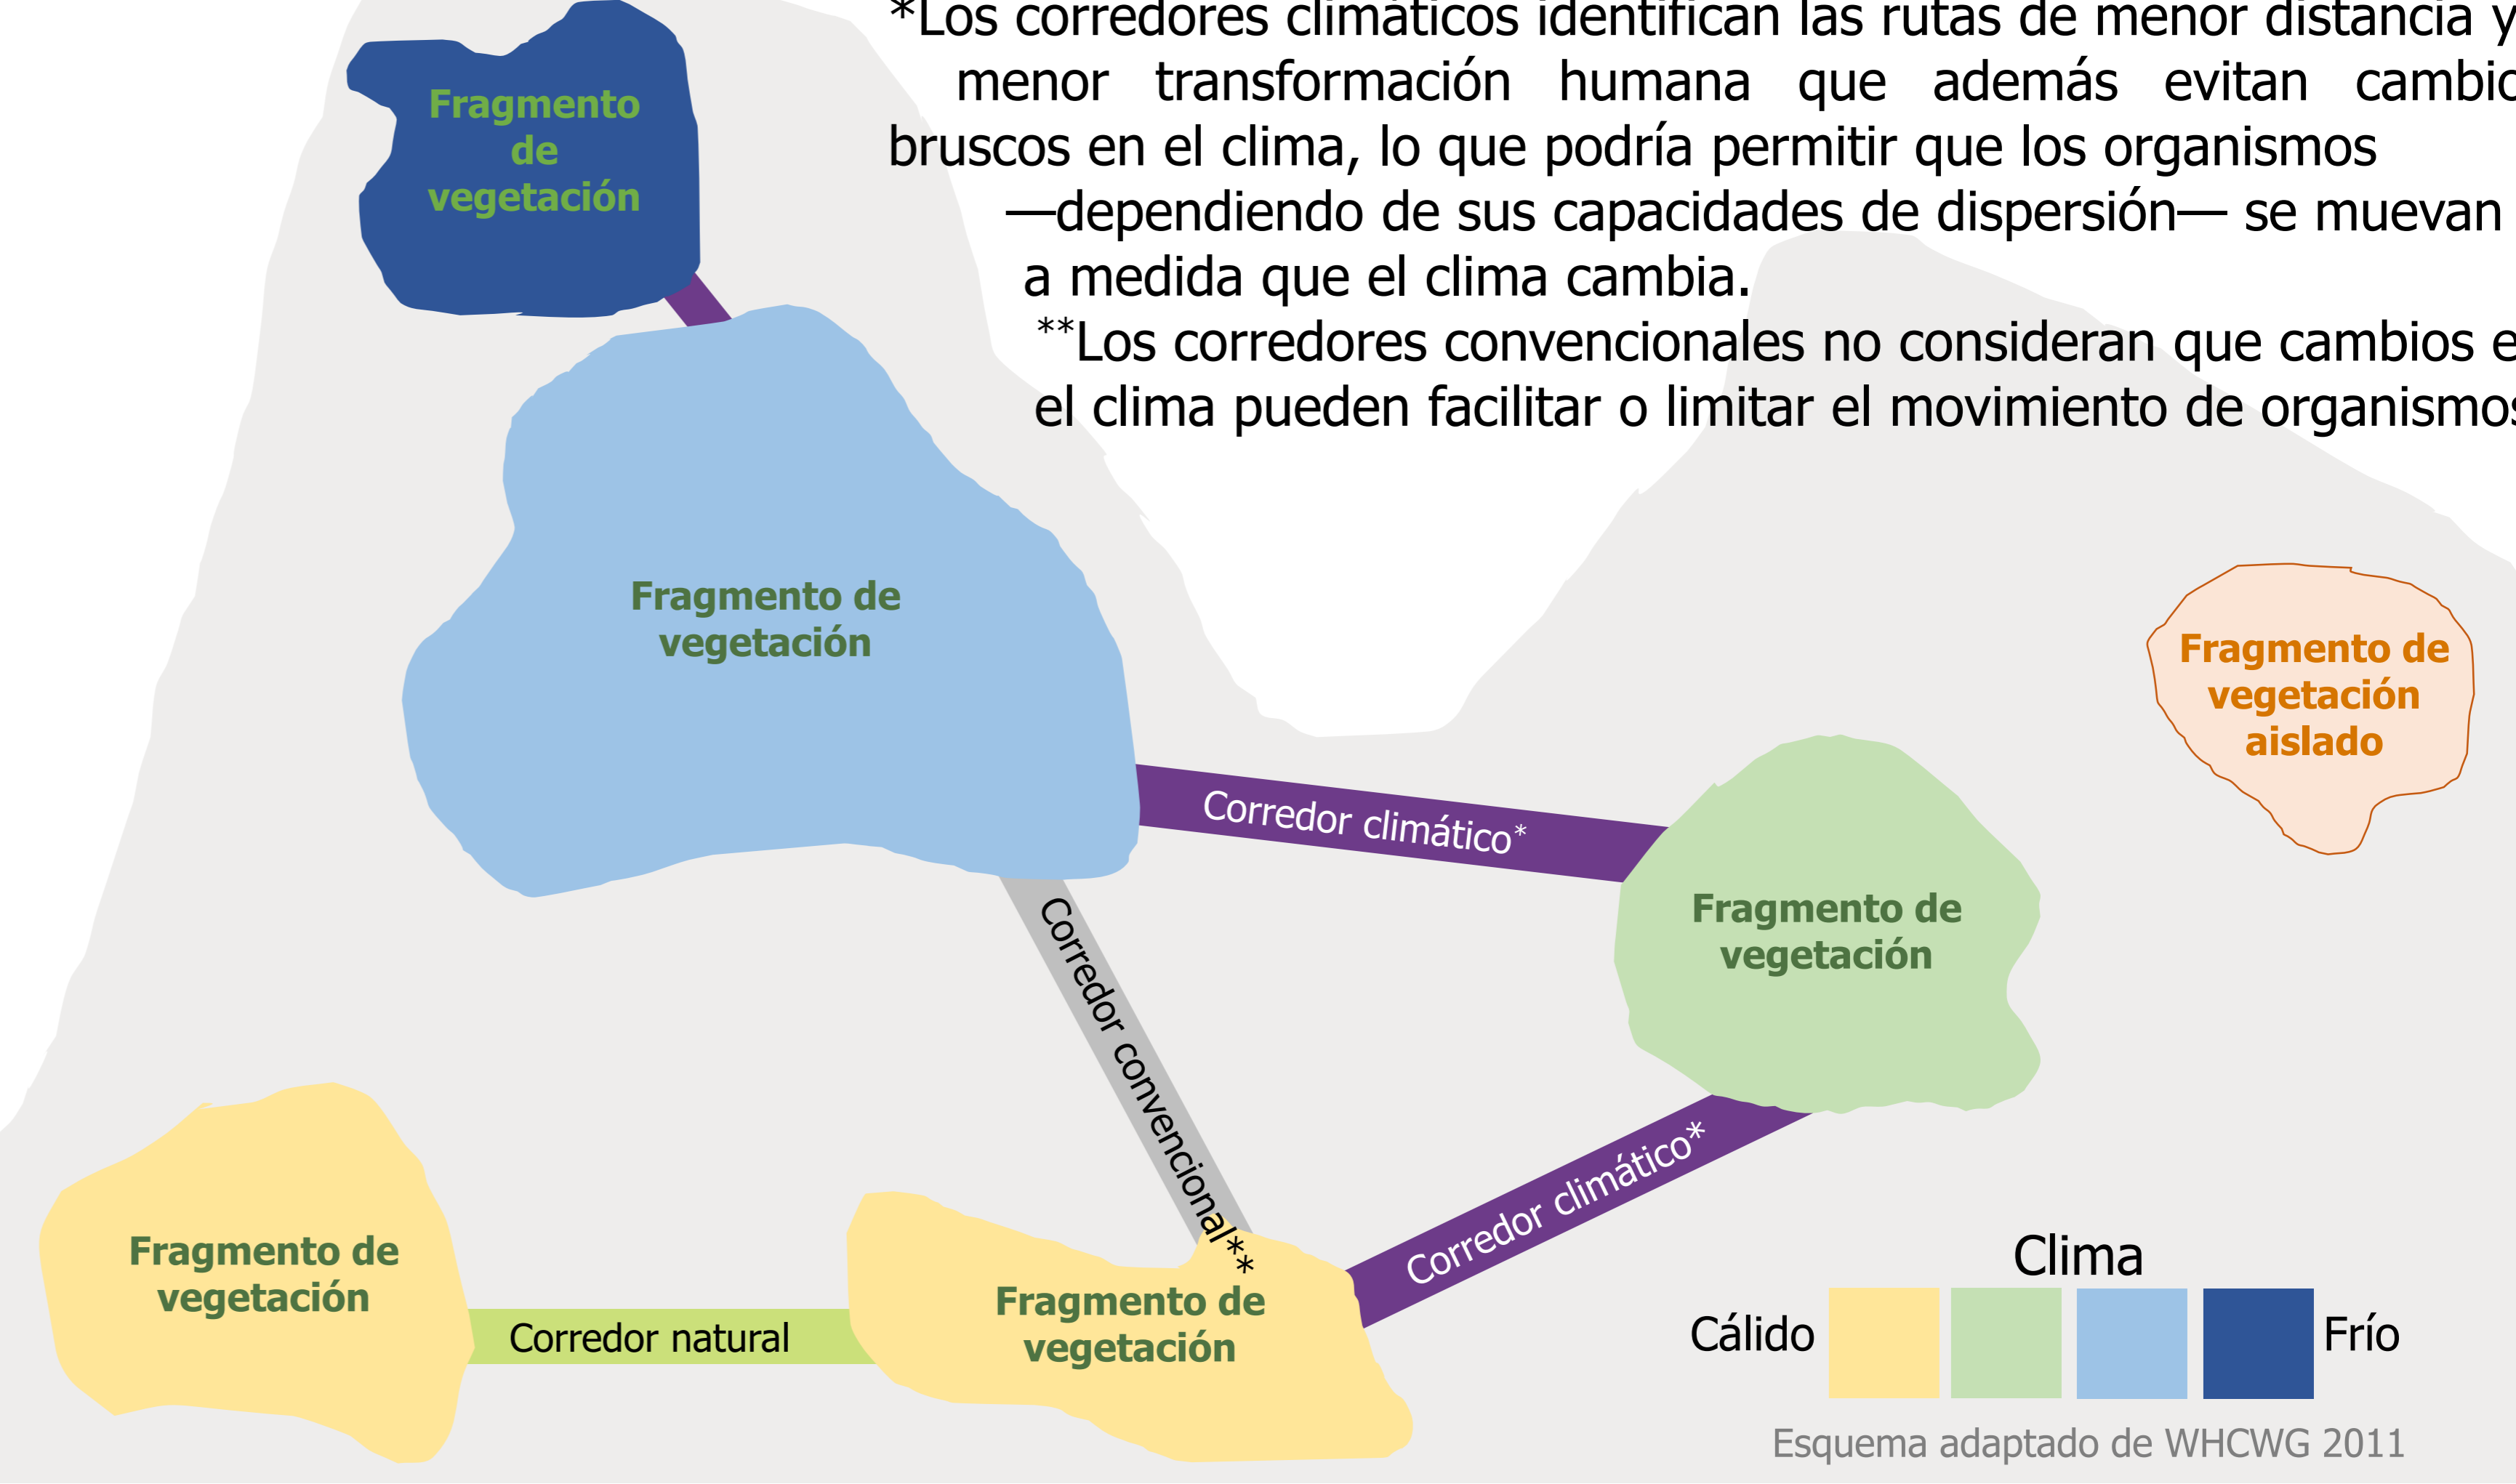 *Los corredores climáticos identifican las rutas de menor distancia y
menor transformación humana que además evitan
bruscos en el clima, lo que podría permitir que los organismos
—dependiendo de sus capacidades de dispersión— se muevan
a medida que el clima cambia.
**Los corredores convencionales no consideran que cambios
el clima pueden facilitar o limitar el movimiento de organismos
Fragmento
de
vegetación
Fragmento de
vegetación
Fragmento de
vegetación
aislado
Corredor climático*
Fragmento de
vegetación
Corredor convencional**
Corredor climático*
Fragmento de
vegetación
Corredor natural
Fragmento de
vegetación
Clima
Cálido
Frío
Esquema adaptado de WHCWG 2011